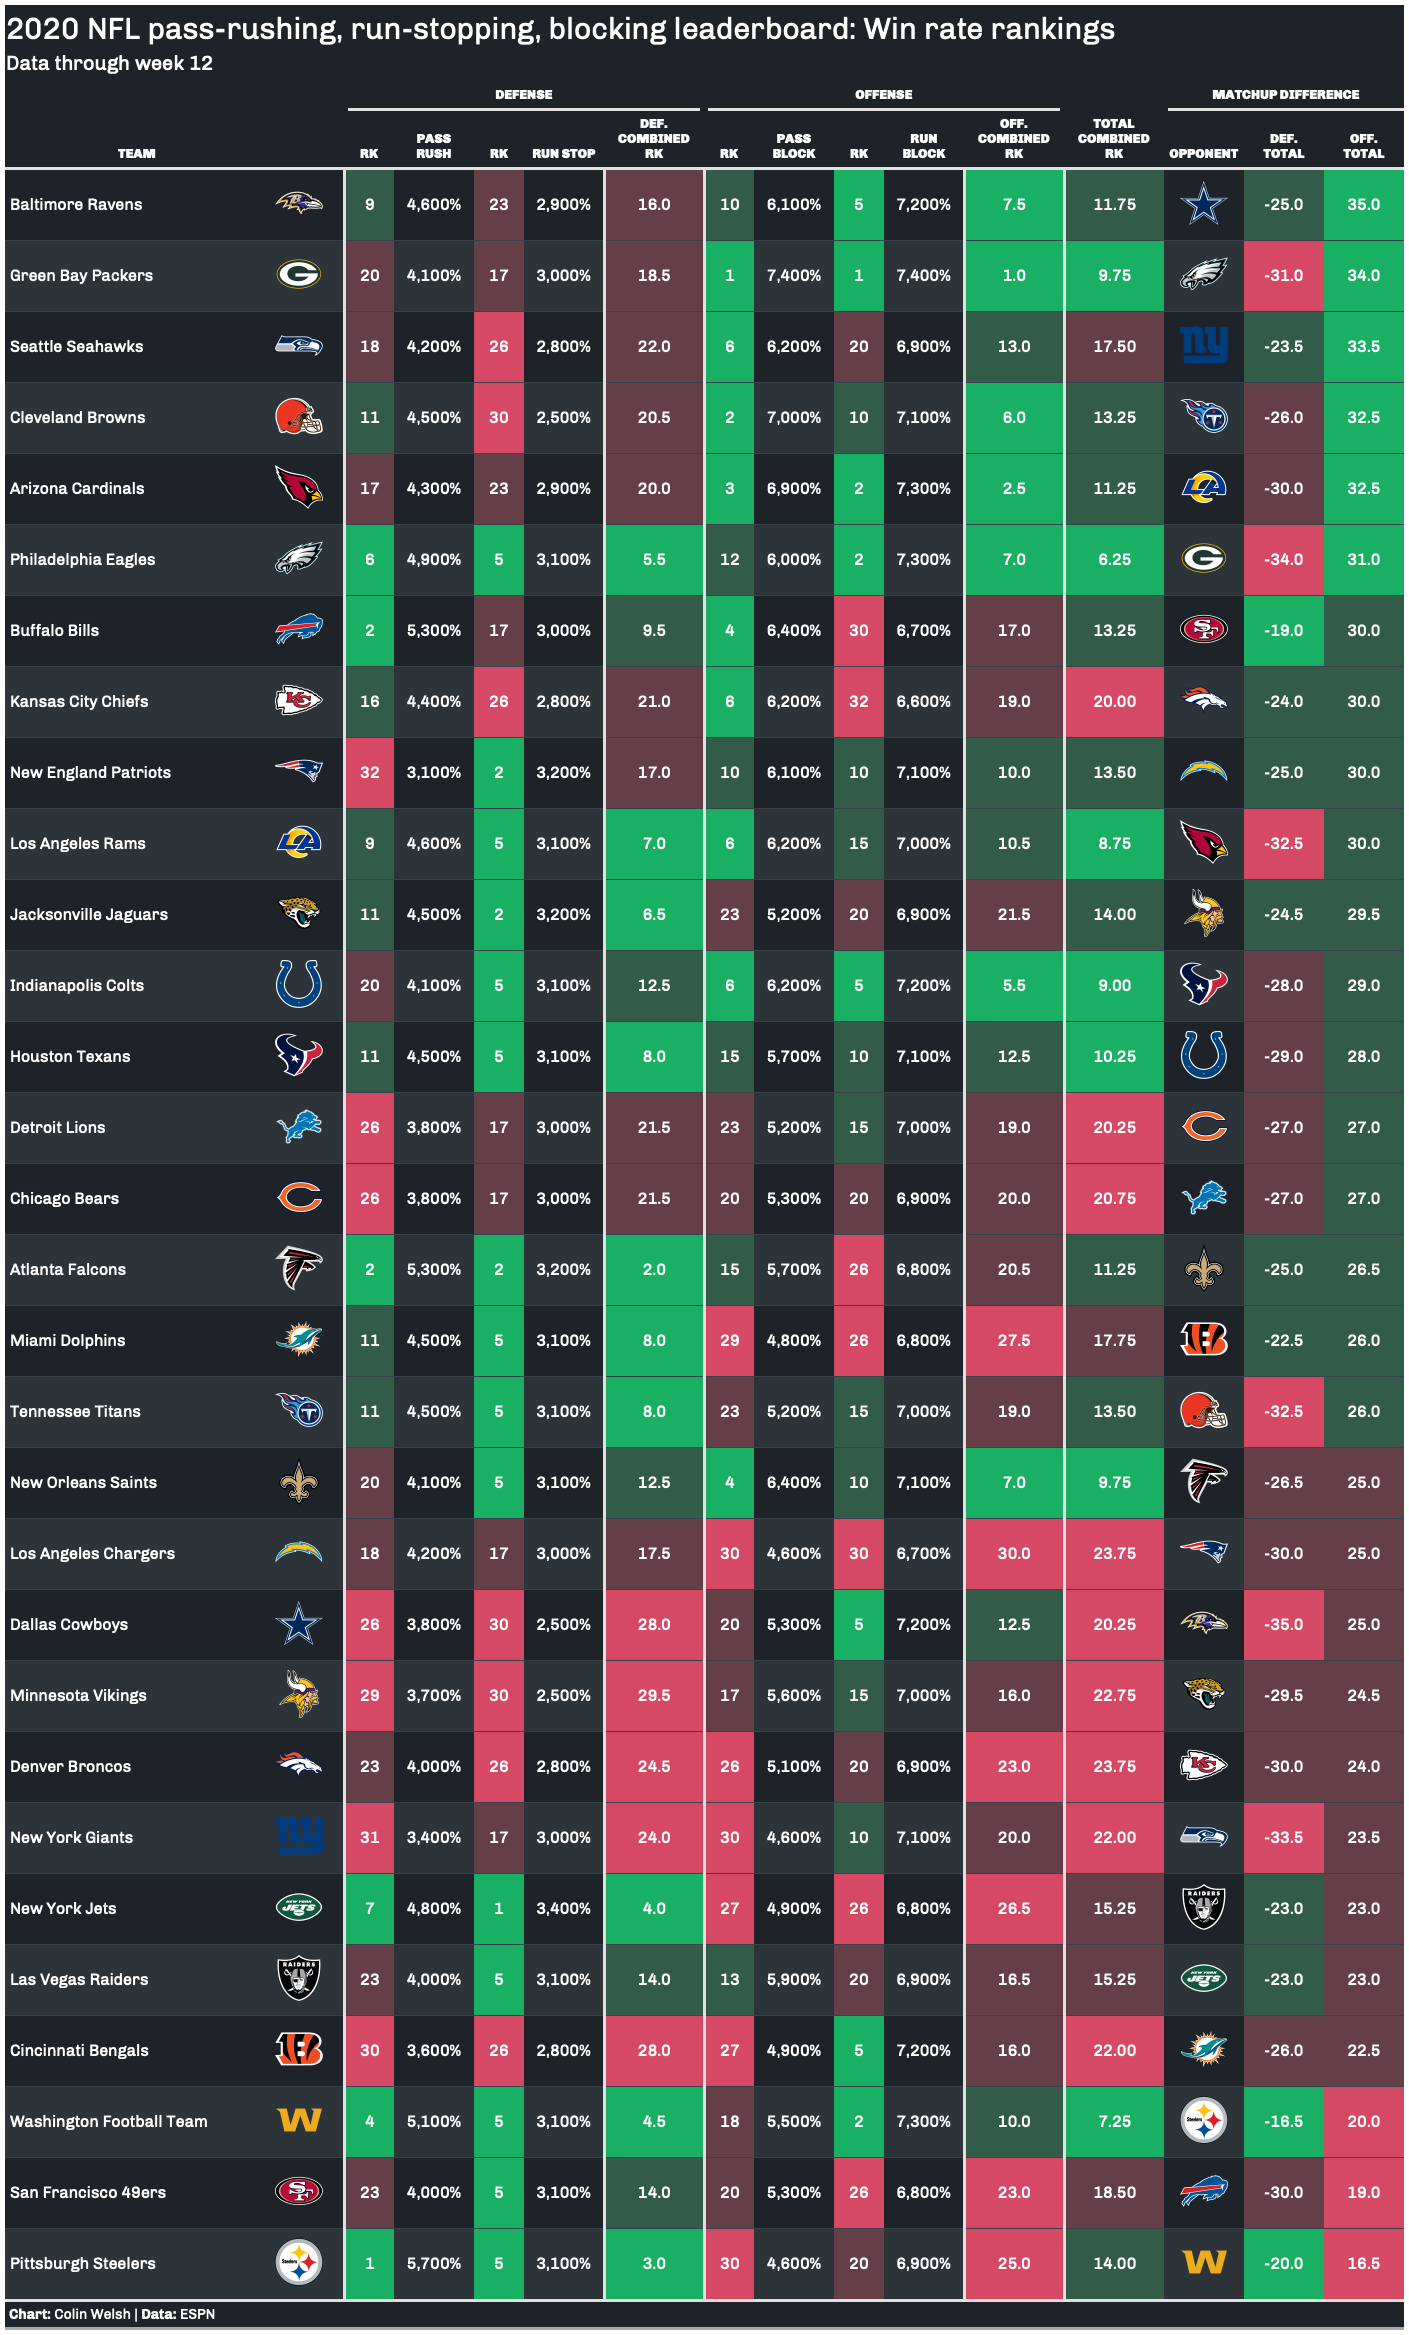 2020 NFL pass-rushing, run-stopping, blocking leaderboard: Win rate rankings
Data through week 12
DEFENSE OFFENSE MATCHUP DIFFERENCE
TEAM RK PASS RUSH RK RUN STOP DEF. COMBINED RK RK PASS BLOCK RK RUN BLOCK OFF. COMBINED RK TOTAL COMBINED RK OPPONENT DEF. TOTAL OFF. TOTAL
Baltimore Ravens 9 4,600% 23 2,900% 16.0 10 6,100% 5 7,200% 7.5 11.75 -25.0 35.0
Green Bay Packers G 20 4,100% 17 3,000% 18.5 1 7,400% 1 7,400% 1.0 9.75 -31.0 34.0
Seattle Seahawks 18 4,200% 26 2,800% 22.0 6 6,200% 20 6,900% 13.0 17.50 ny -23.5 33.5
Cleveland Browns 11 4,500% 30 2,500% 20.5 2 7,000% 10 7,100% 6.0 13.25 T -26.0 32.5
Arizona Cardinals 17 4,300% 23 2,900% 20.0 3 6,900% 2 7,300% 2.5 11.25 LA -30.0 32.5
Philadelphia Eagles 6 4,900% 5 3,100% 5.5 12 6,000% 2 7,300% 7.0 6.25 G -34.0 31.0
Buffalo Bills 2 5,300% 17 3,000% 9.5 4 6,400% 30 6,700% 17.0 13.25 SF -19.0 30.0
Kansas City Chiefs KC 16 4,400% 26 2,800% 21.0 6 6,200% 32 6,600% 19.0 20.00 -24.0 30.0
New England Patriots 32 3,100% 2 3,200% 17.0 10 6,100% 10 7,100% 10.0 13.50 -25.0 30.0
Los Angeles Rams LA 9 4,600% 5 3,100% 7.0 6 6,200% 15 7,000% 10.5 8.75 -32.5 30.0
Jacksonville Jaguars 11 4,500% 2 3,200% 6.5 23 5,200% 20 6,900% 21.5 14.00 -24.5 29.5
Indianapolis Colts 20 4,100% 5 3,100% 12.5 6 6,200% 5 7,200% 5.5 9.00 -28.0 29.0
Houston Texans 11 4,500% 5 3,100% 8.0 15 5,700% 10 7,100% 12.5 10.25 -29.0 28.0
Detroit Lions 26 3,800% 17 3,000% 21.5 23 5,200% 15 7,000% 19.0 20.25 C -27.0 27.0
Chicago Bears C 26 3,800% 17 3,000% 21.5 20 5,300% 20 6,900% 20.0 20.75 -27.0 27.0
Atlanta Falcons 2 5,300% 2 3,200% 2.0 15 5,700% 26 6,800% 20.5 11.25 -25.0 26.5
Miami Dolphins 11 4,500% 5 3,100% 8.0 29 4,800% 26 6,800% 27.5 17.75 B -22.5 26.0
Tennessee Titans T 11 4,500% 5 3,100% 8.0 23 5,200% 15 7,000% 19.0 13.50 -32.5 26.0
New Orleans Saints 20 4,100% 5 3,100% 12.5 4 6,400% 10 7,100% 7.0 9.75 -26.5 25.0
Los Angeles Chargers 18 4,200% 17 3,000% 17.5 30 4,600% 30 6,700% 30.0 23.75 -30.0 25.0
Dallas Cowboys 26 3,800% 30 2,500% 28.0 20 5,300% 5 7,200% 12.5 20.25 -35.0 25.0
Minnesota Vikings 29 3,700% 30 2,500% 29.5 17 5,600% 15 7,000% 16.0 22.75 -29.5 24.5
Denver Broncos 23 4,000% 26 2,800% 24.5 26 5,100% 20 6,900% 23.0 23.75 KC -30.0 24.0
New York Giants ny 31 3,400% 17 3,000% 24.0 30 4,600% 10 7,100% 20.0 22.00 -33.5 23.5
New York Jets NEW YORK JETS 7 4,800% 1 3,400% 4.0 27 4,900% 26 6,800% 26.5 15.25 RAIDERS -23.0 23.0
Las Vegas Raiders RAIDERS 23 4,000% 5 3,100% 14.0 13 5,900% 20 6,900% 16.5 15.25 NEW YORK JETS -23.0 23.0
Cincinnati Bengals B 30 3,600% 26 2,800% 28.0 27 4,900% 5 7,200% 16.0 22.00 -26.0 22.5
Washington Football Team W 4 5,100% 5 3,100% 4.5 18 5,500% 2 7,300% 10.0 7.25 Steelers -16.5 20.0
San Francisco 49ers SF 23 4,000% 5 3,100% 14.0 20 5,300% 26 6,800% 23.0 18.50 -30.0 19.0
Pittsburgh Steelers Steelers 1 5,700% 5 3,100% 3.0 30 4,600% 20 6,900% 25.0 14.00 W -20.0 16.5
Chart: Colin Welsh | Data: ESPN